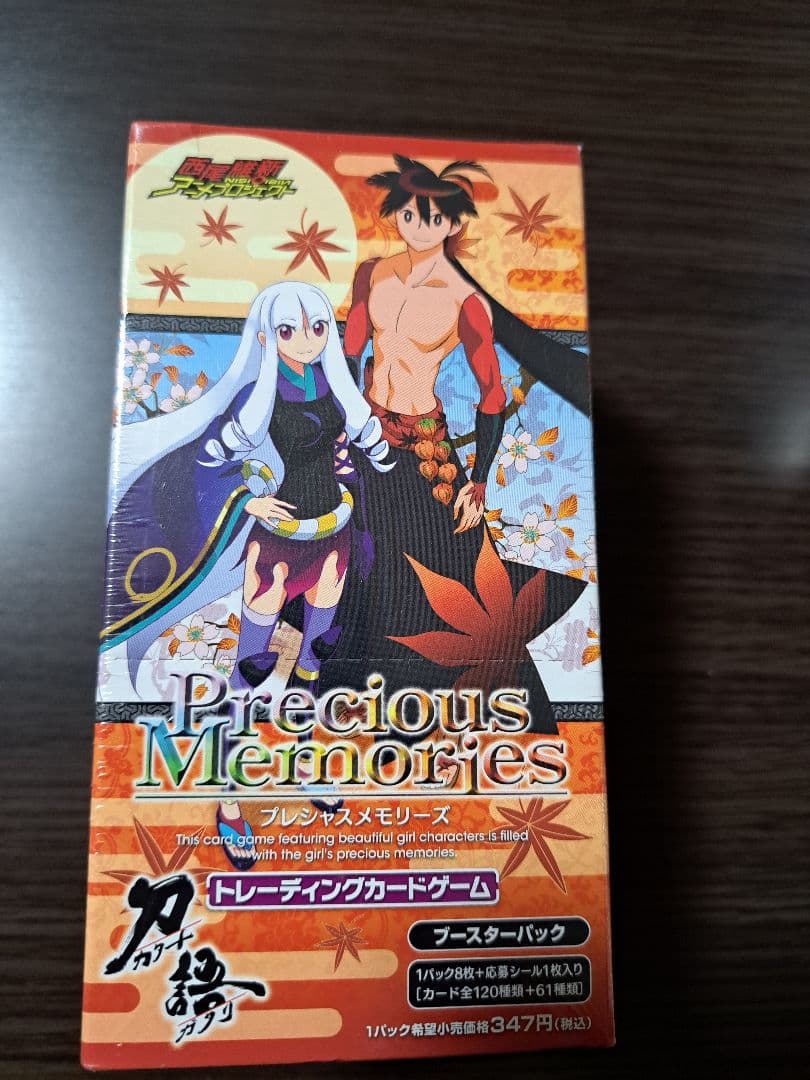 西尾維新
NISIOISIN
アニメプロジェクト
Precious
Memories
プレシャスメモリーズ
This card game featuring beautiful girl characters is filled
with the girl's precious memories.
トレーディングカードゲーム
刀
カタナ
語
ガタリ
ブースターパック
1パック8枚+応募シール1枚入り
[カード全120種類+61種類]
1パック希望小売価格347円(税込)